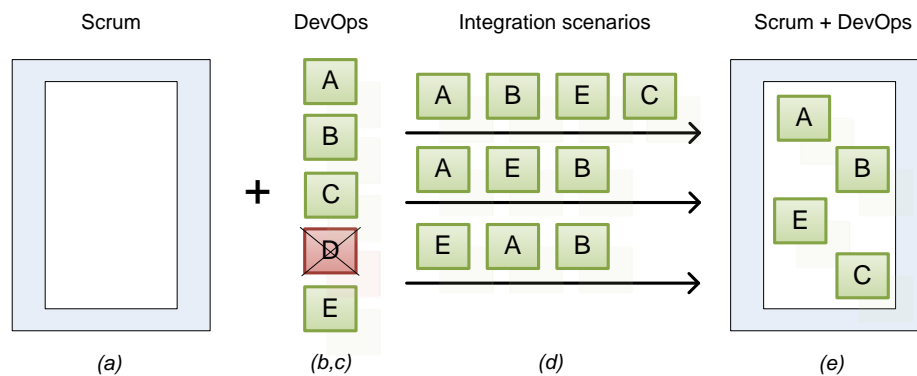 Scrum
DevOps
Integration scenarios
Scrum + DevOps
A
B
C
D
E
+
A B E C
A E B
E A B
A
B
E
C
(a)
(b,c)
(d)
(e)